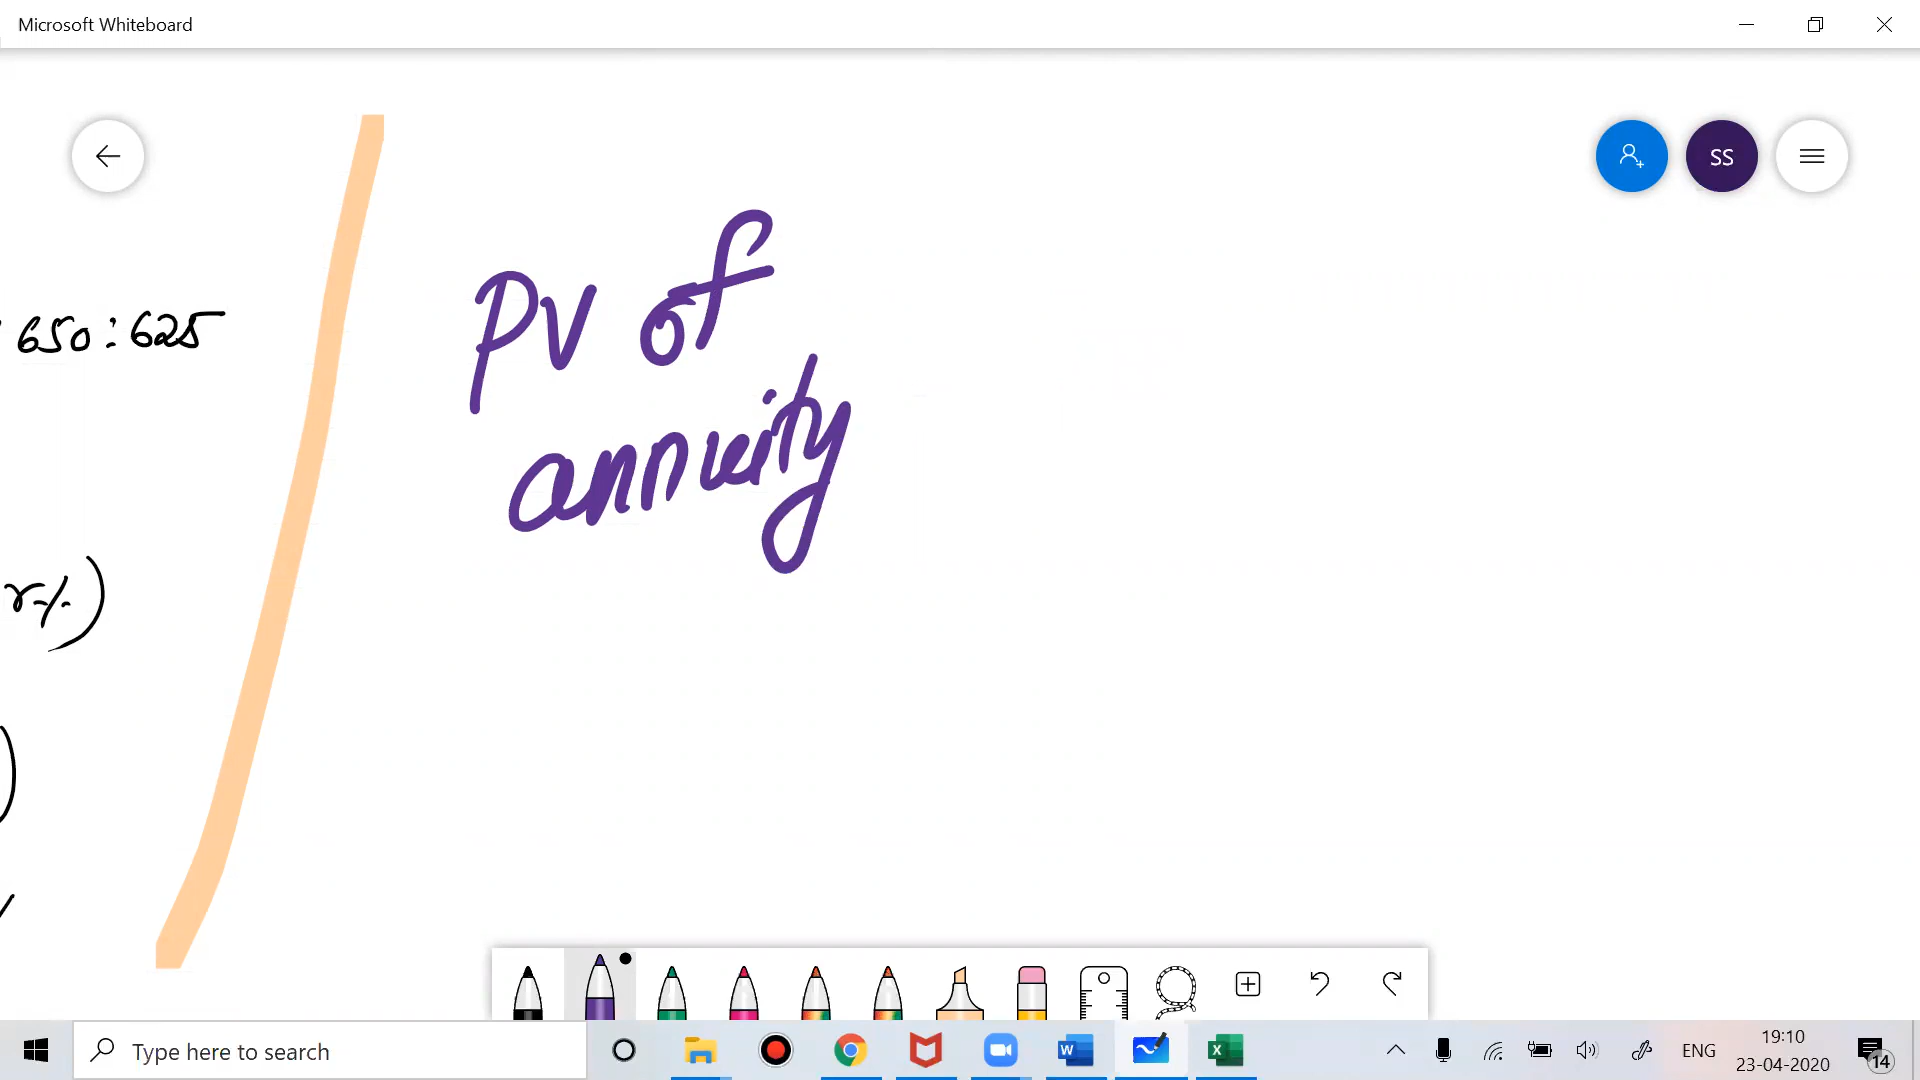 Microsoft Whiteboard
SS
650:625
r%)
PV of
annuity
Type here to search
ENG
19:10
23-04-2020
14